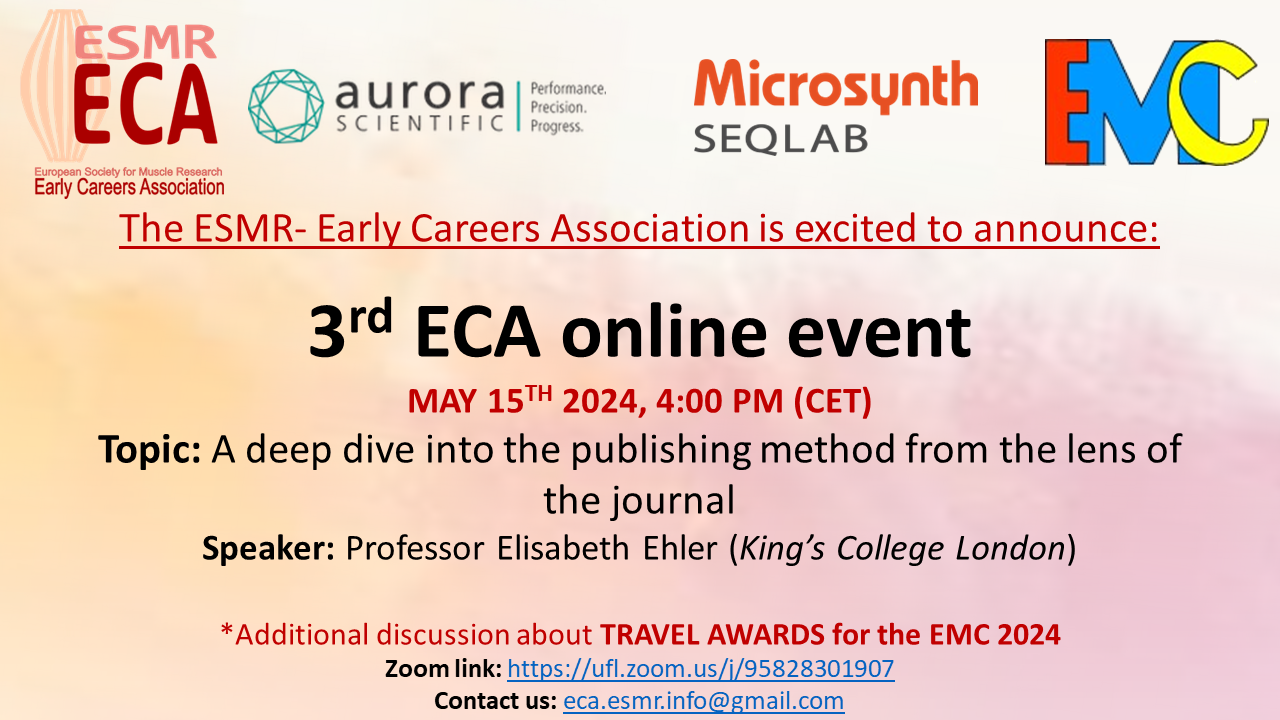 ESMR
ECA
European Society for Muscle Research
Early Careers Association
aurora
SCIENTIFIC
Performance.
Precision.
Progress.
Microsynth
SEQLAB
EMC
The ESMR- Early Careers Association is excited to announce:
3rd ECA online event
MAY 15TH 2024, 4:00 PM (CET)
Topic: A deep dive into the publishing method from the lens of
the journal
Speaker: Professor Elisabeth Ehler (King's College London)
*Additional discussion about TRAVEL AWARDS for the EMC 2024
Zoom link: https://ufl.zoom.us/j/95828301907
Contact us: eca.esmr.info@gmail.com